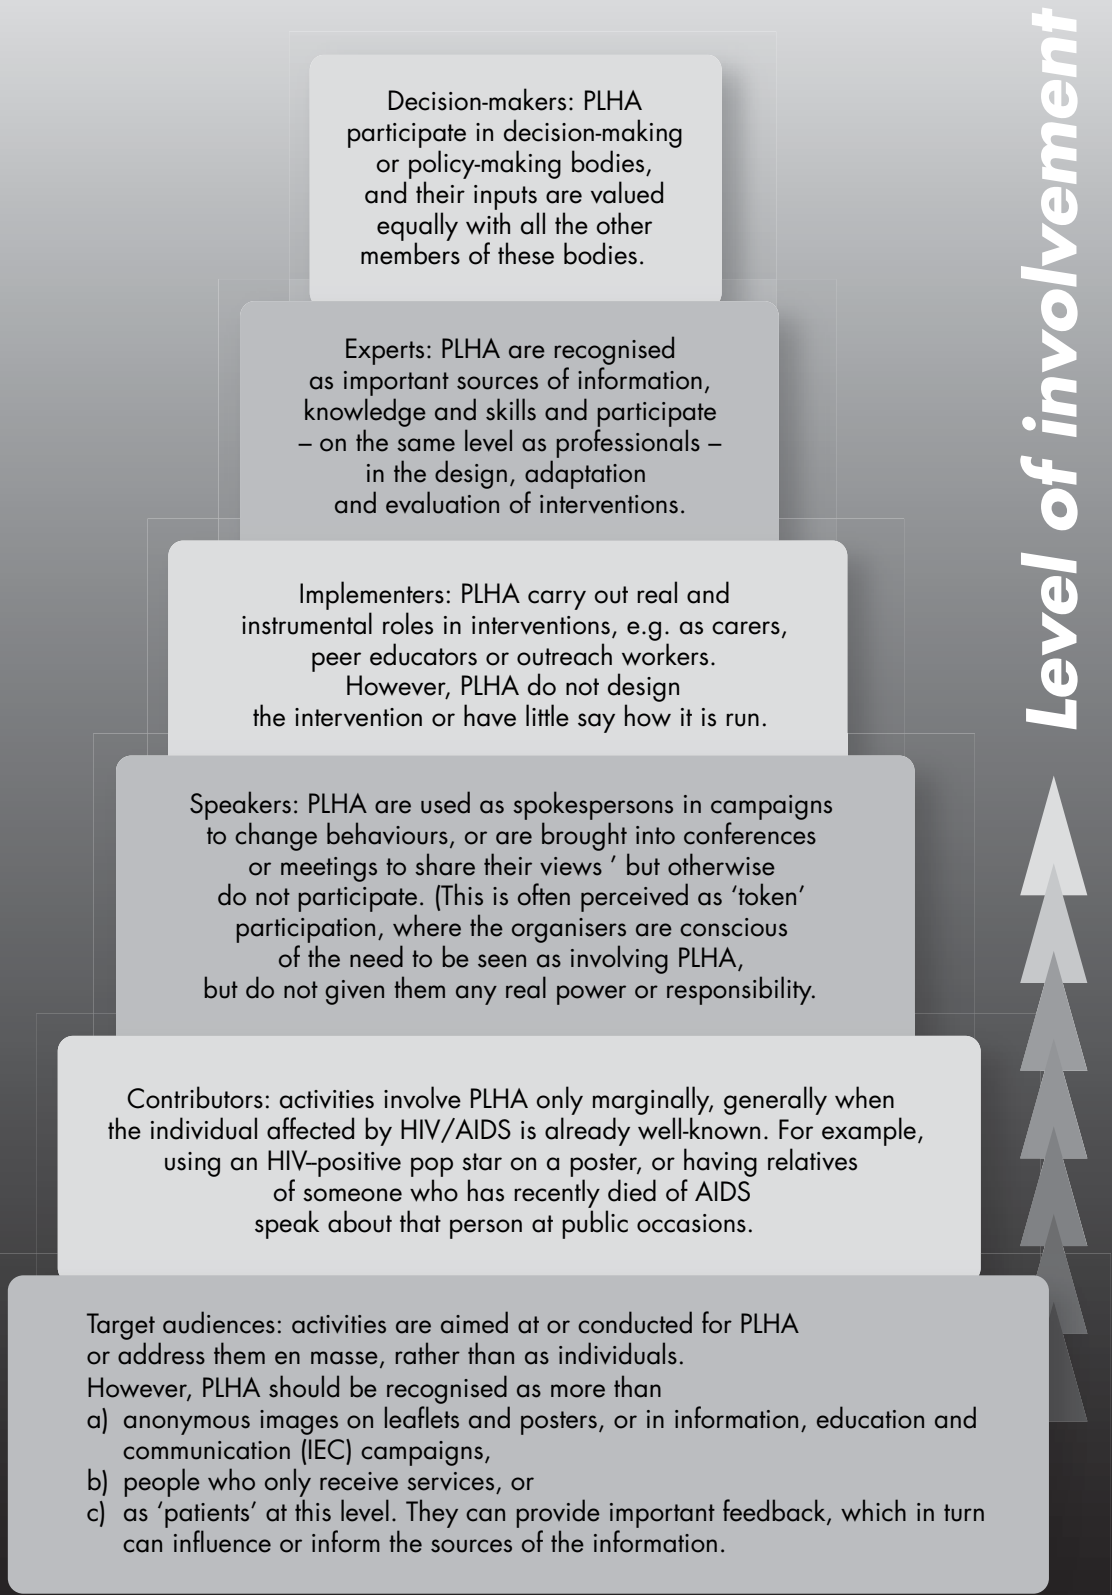 Level of involvement
Decision-makers: PLHA
participate in decision-making
or policy-making bodies,
and their inputs are valued
equally with all the other
members of these bodies.
Experts: PLHA are recognised
as important sources of information,
knowledge and skills and participate
– on the same level as professionals –
in the design, adaptation
and evaluation of interventions.
Implementers: PLHA carry out real and
instrumental roles in interventions, e.g. as carers,
peer educators or outreach workers.
However, PLHA do not design
the intervention or have little say how it is run.
Speakers: PLHA are used as spokespersons in campaigns
to change behaviours, or are brought into conferences
or meetings to share their views ’ but otherwise
do not participate. (This is often perceived as ‘token’
participation, where the organisers are conscious
of the need to be seen as involving PLHA,
but do not given them any real power or responsibility.
Contributors: activities involve PLHA only marginally, generally when
the individual affected by HIV/AIDS is already well-known. For example,
using an HIV–positive pop star on a poster, or having relatives
of someone who has recently died of AIDS
speak about that person at public occasions.
Target audiences: activities are aimed at or conducted for PLHA
or address them en masse, rather than as individuals.
However, PLHA should be recognised as more than
a) anonymous images on leaflets and posters, or in information, education and
communication (IEC) campaigns,
b) people who only receive services, or
c) as ‘patients’ at this level. They can provide important feedback, which in turn
can influence or inform the sources of the information.